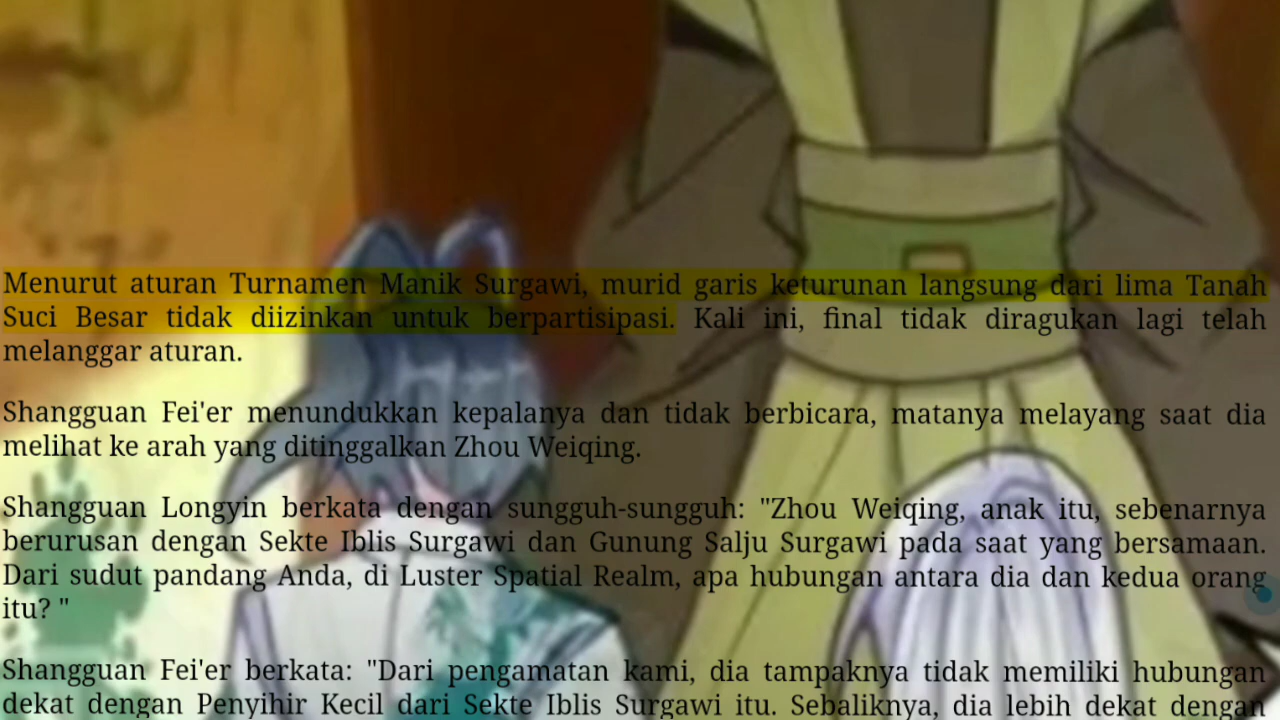 Menurut aturan Turnamen Manik Surgawi, murid garis keturunan langsung dari lima Tanah
Suci Besar tidak diizinkan untuk berpartisipasi. Kali ini, final tidak diragukan lagi telah
melanggar aturan.
Shangguan Fei'er menundukkan kepalanya dan tidak berbicara, matanya melayang saat dia
melihat ke arah yang ditinggalkan Zhou Weiqing.
Shangguan Longyin berkata dengan sungguh-sungguh: "Zhou Weiqing, anak itu, sebenarnya
berurusan dengan Sekte Iblis Surgawi dan Gunung Salju Surgawi pada saat yang bersamaan.
Dari sudut pandang Anda, di Luster Spatial Realm, apa hubungan antara dia dan kedua orang
itu? "
Shangguan Fei'er berkata: "Dari pengamatan kami, dia tampaknya tidak memiliki hubungan
dekat dengan Penyihir Kecil dari Sekte Iblis Surgawi itu. Sebaliknya, dia lebih dekat dengan